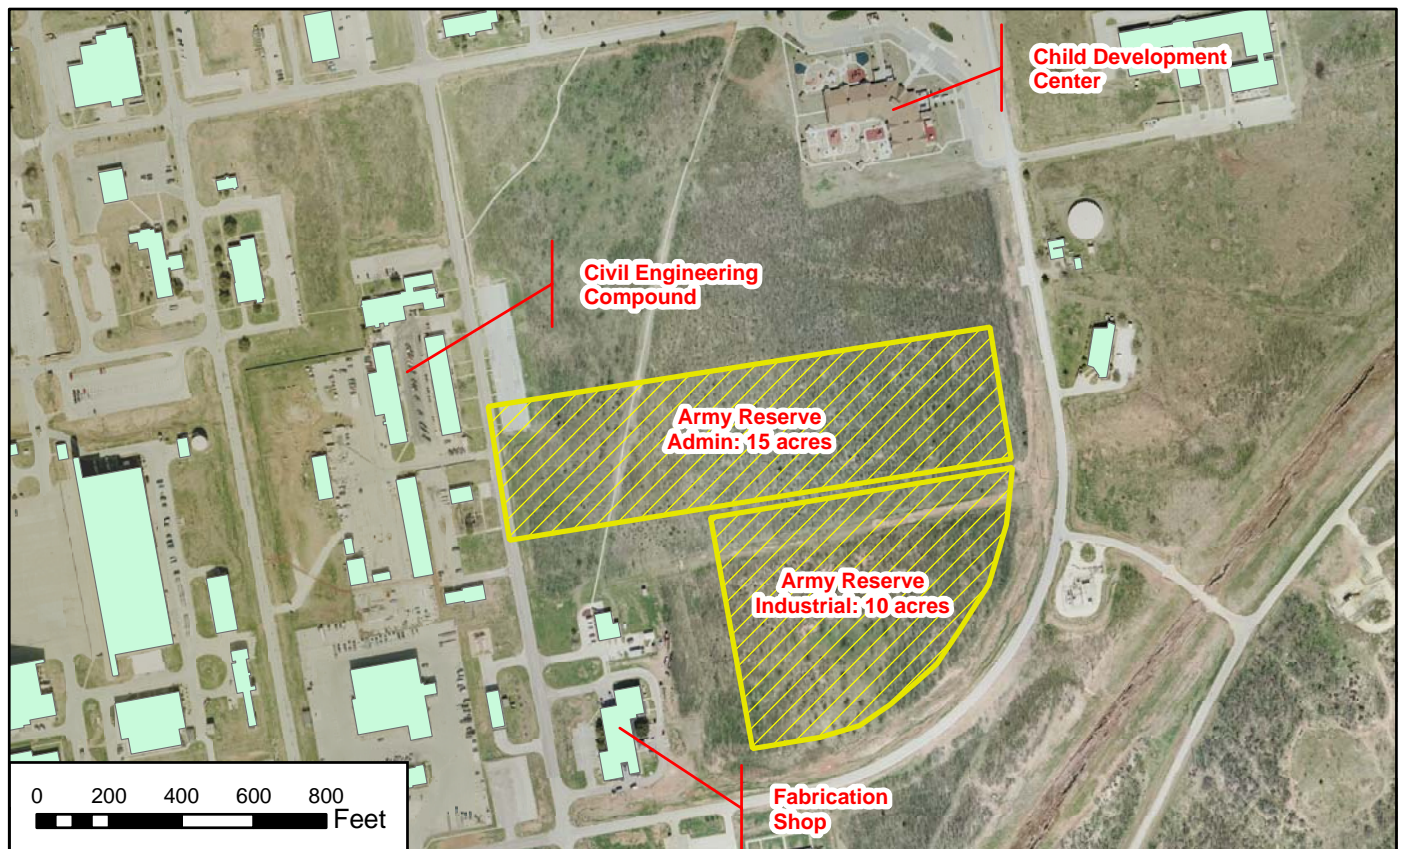 Child Development
Center
Civil Engineering
Compound
Army Reserve
Admin: 15 acres
Army Reserve
Industrial: 10 acres
Fabrication
Shop
0 200 400 600 800
Feet